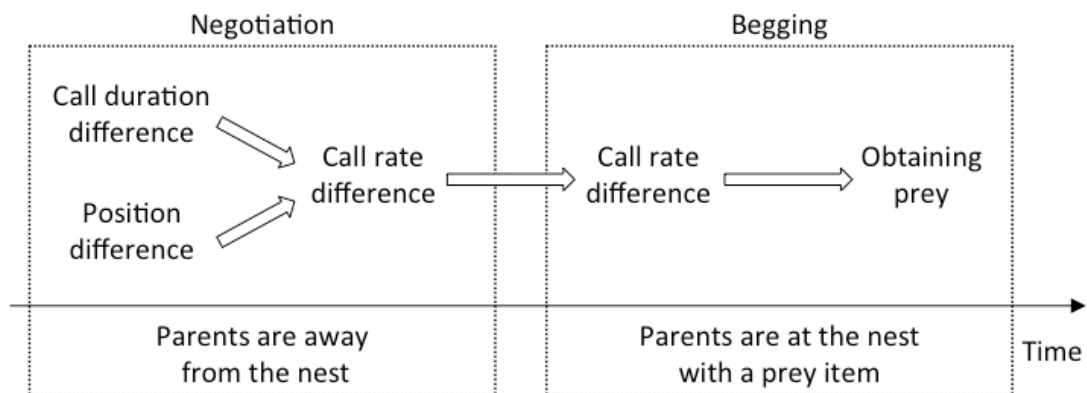 Negotiation
Begging
Call duration
difference
Position
difference
Call rate
difference
Call rate
difference
Obtaining
prey
Parents are away
from the nest
Parents are at the nest
with a prey item
Time